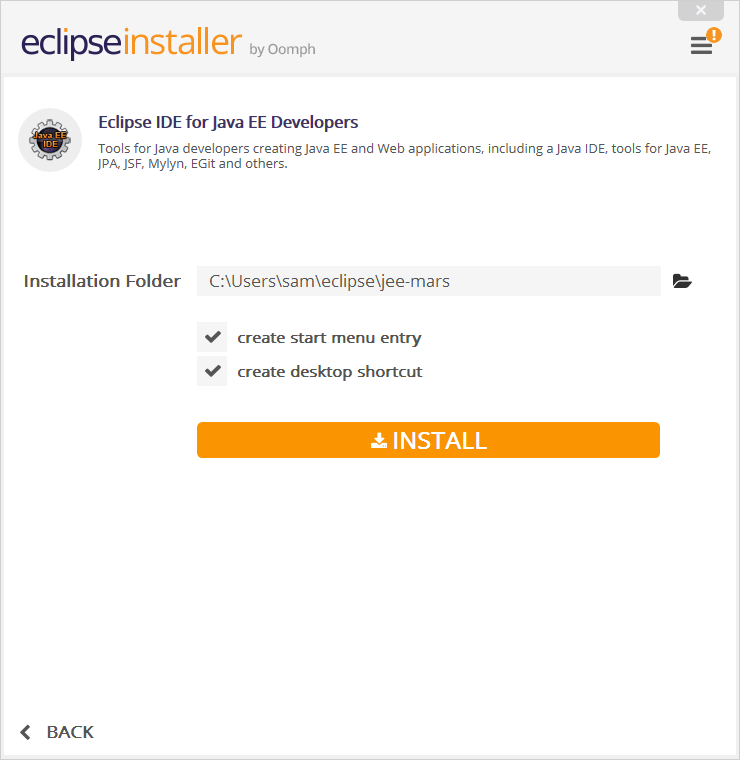 eclipseinstaller by Oomph
!
Eclipse IDE for Java EE Developers
Java EE
IDE
Tools for Java developers creating Java EE and Web applications, including a Java IDE, tools for Java EE,
JPA, JSF, Mylyn, EGit and others.
Installation Folder C:\Users\sam\eclipse\jee-mars
create start menu entry
create desktop shortcut
INSTALL
BACK